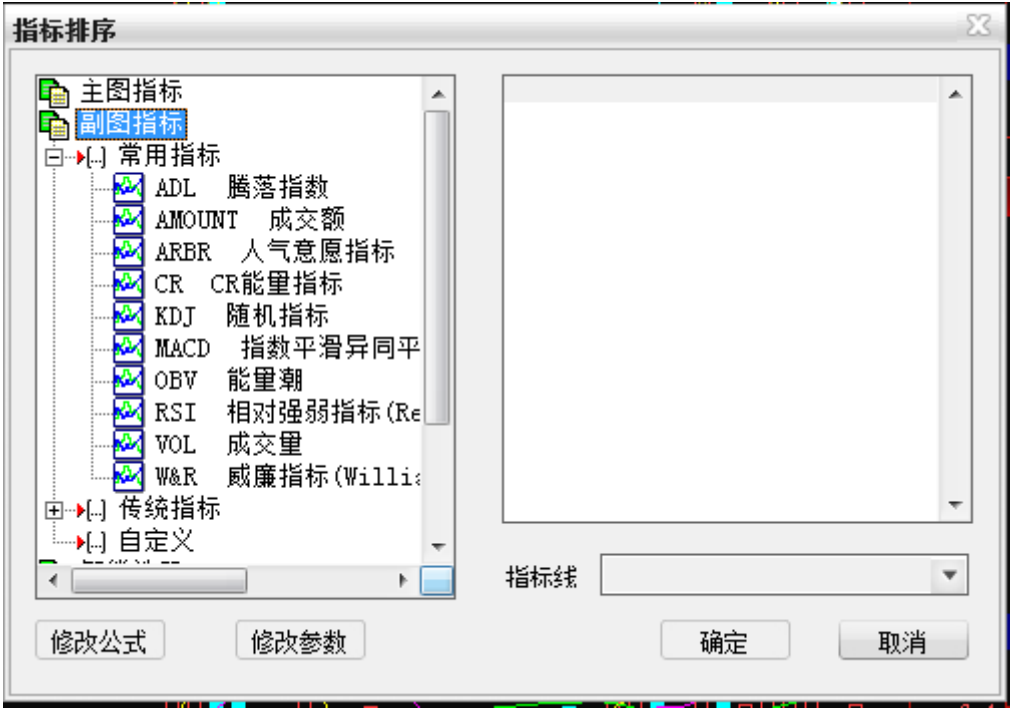 指标排序
主图指标
副图指标
常用指标
ADL 腾落指数
AMOUNT 成交额
ARBR 人气意愿指标
CR CR能量指标
KDJ 随机指标
MACD 指数平滑异同平
OBV 能量潮
RSI 相对强弱指标(Re
VOL 成交量
W&R 威廉指标(Willi
传统指标
自定义
指标线
修改公式
修改参数
确定
取消